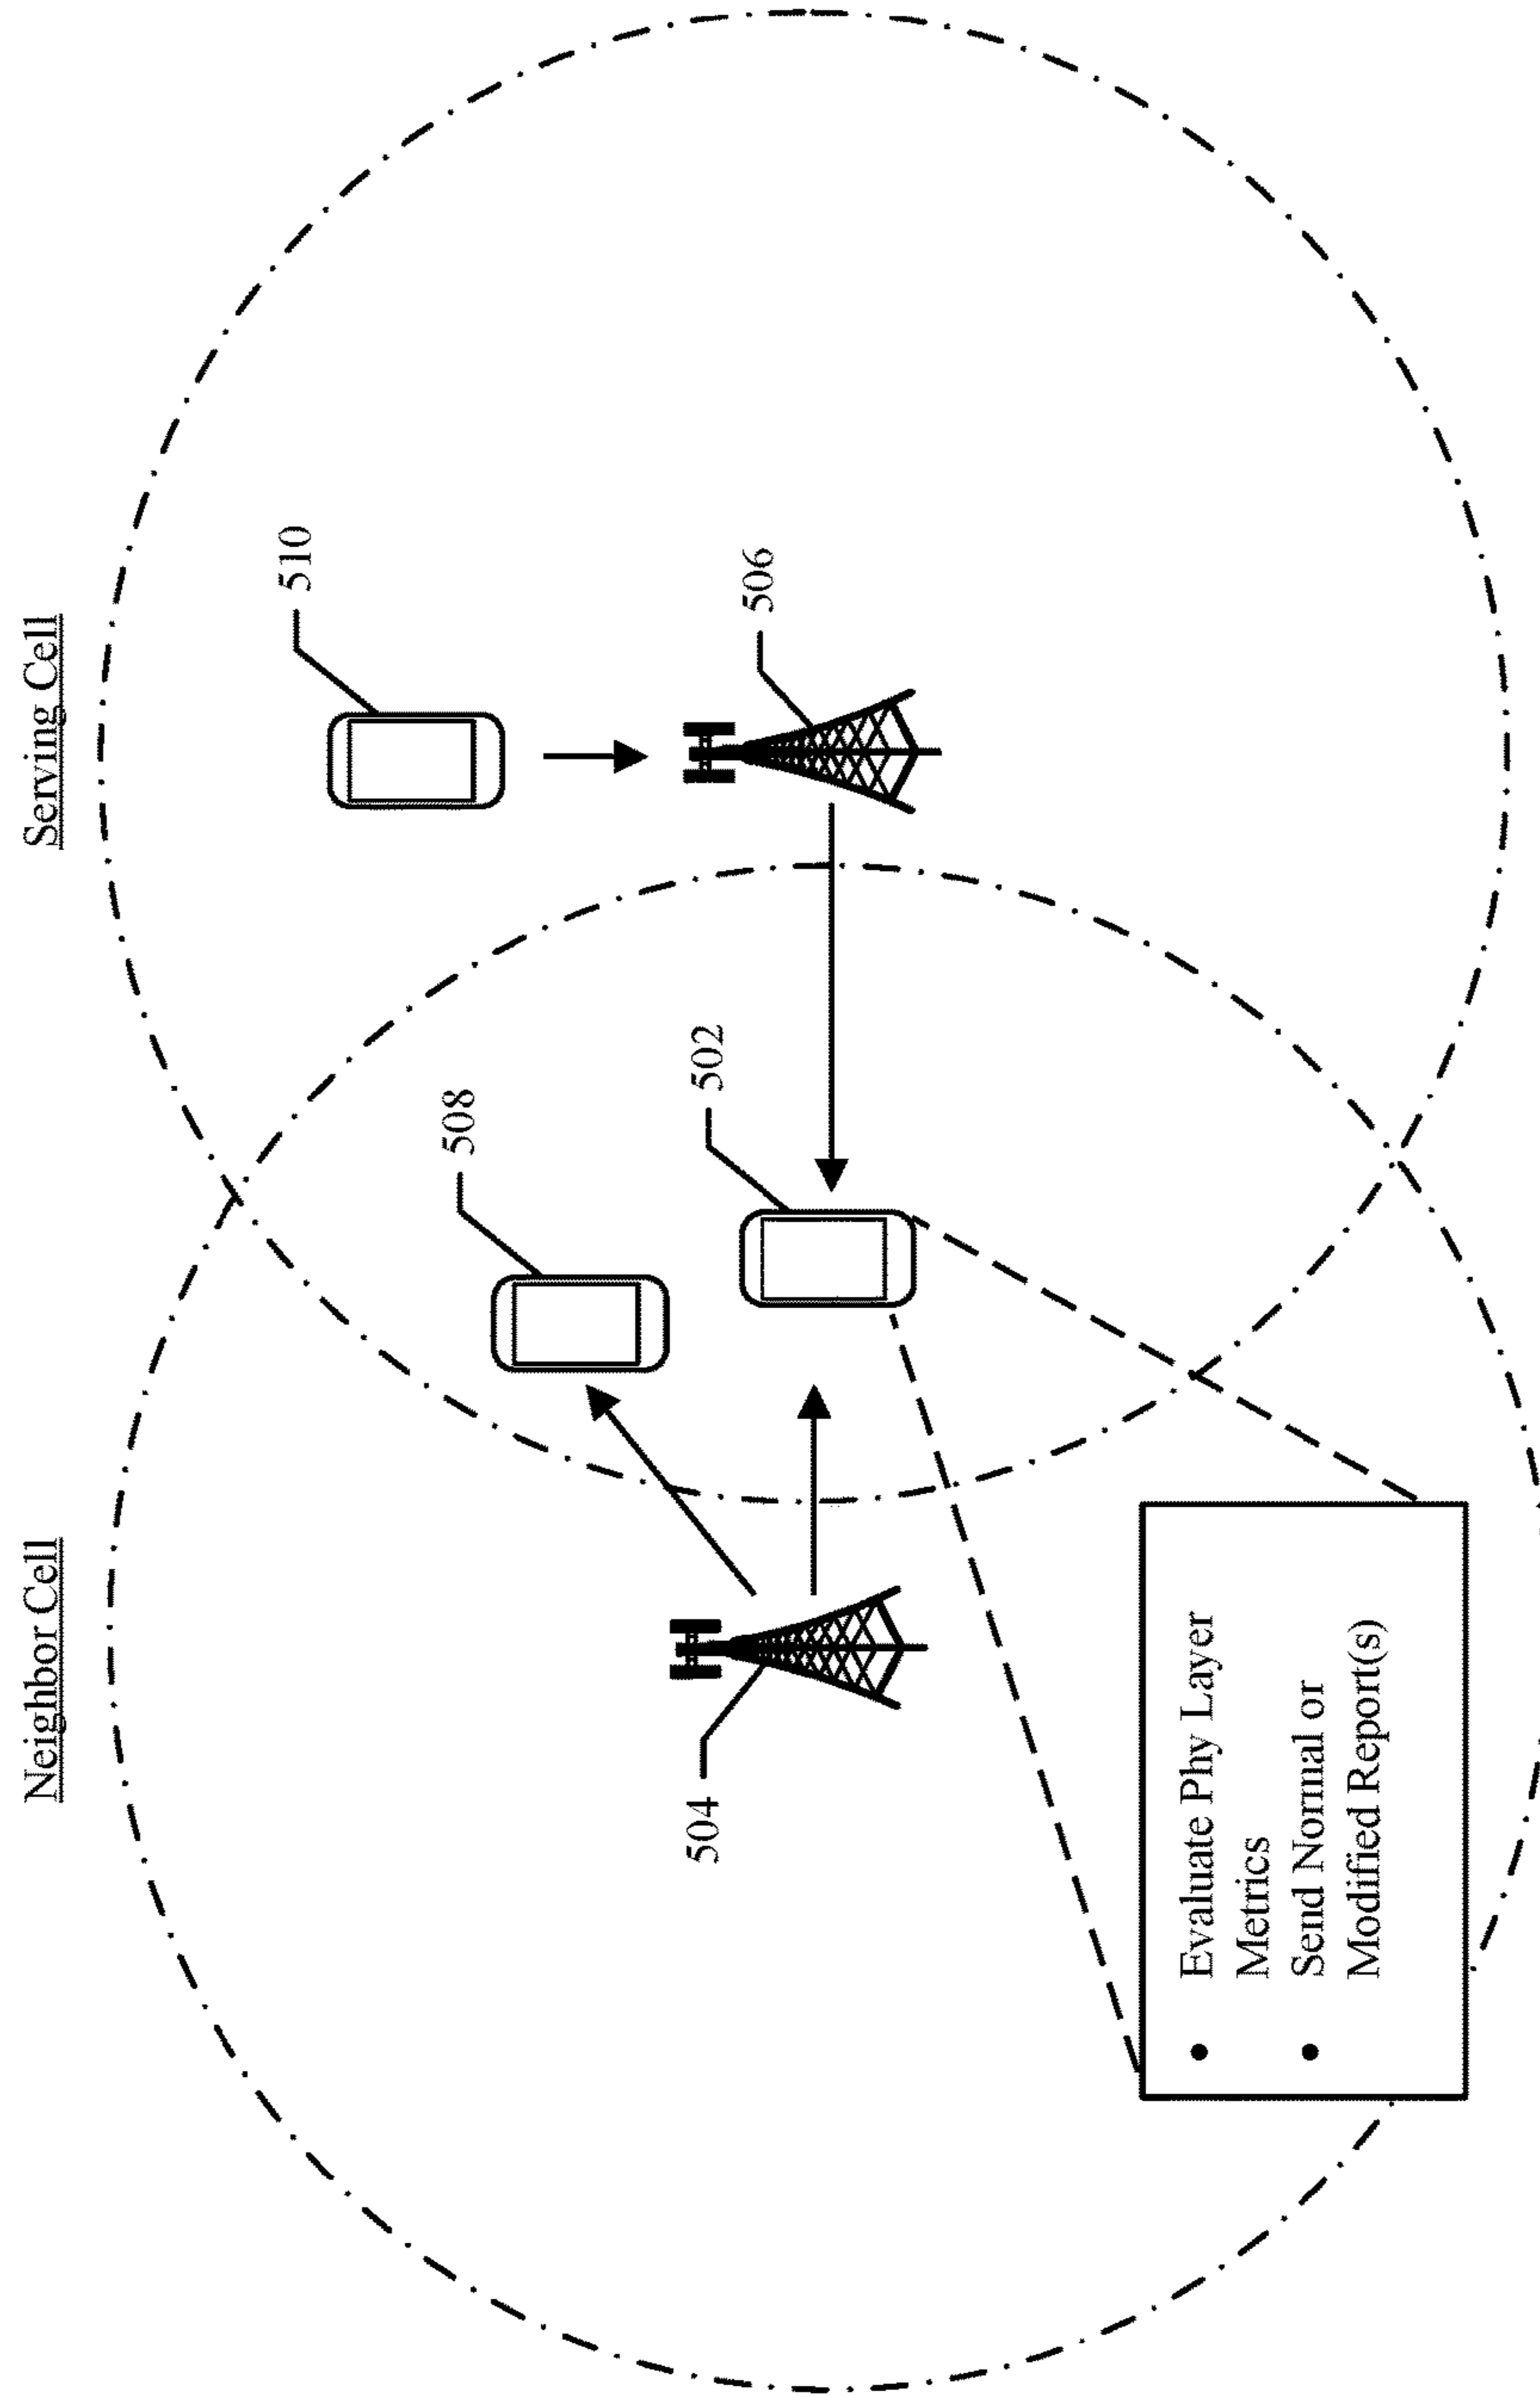 Neighbor Cell
Serving Cell
510
508
502
506
504
• Evaluate Phy Layer
Metrics
• Send Normal or
Modified Report(s)